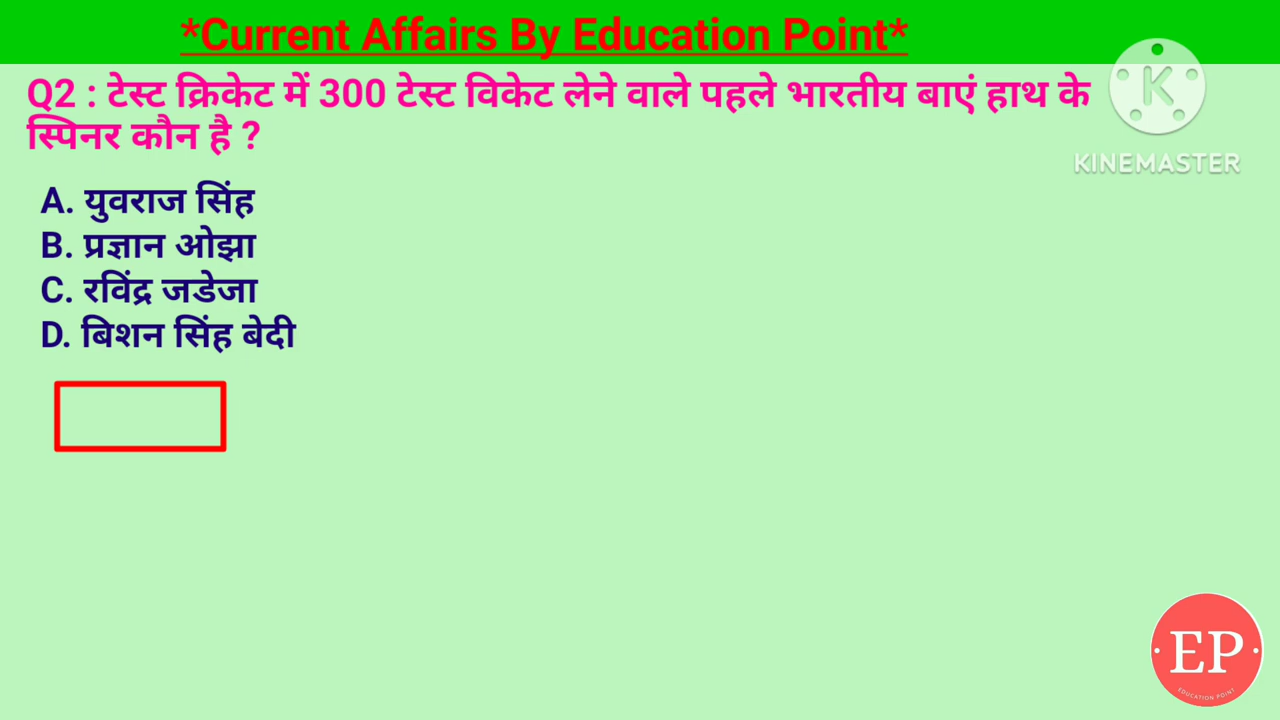 *Current Affairs By Education Point*
Q2 : टेस्ट क्रिकेट में 300 टेस्ट विकेट लेने वाले पहले भारतीय बाएं हाथ के
स्पिनर कौन है ?
K
KINEMASTER
A. युवराज सिंह
B. प्रज्ञान ओझा
C. रविंद्र जडेजा
D. बिशन सिंह बेदी
EP
EDUCATION POINT